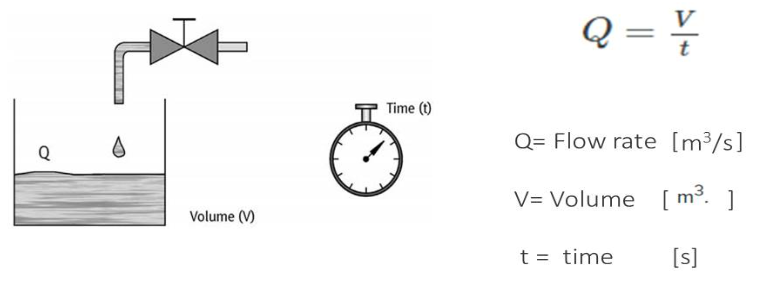 Q = V/t
Time (t)
Q
Volume (V)
Q= Flow rate [m³/s]
V= Volume [ m³. ]
t = time [s]